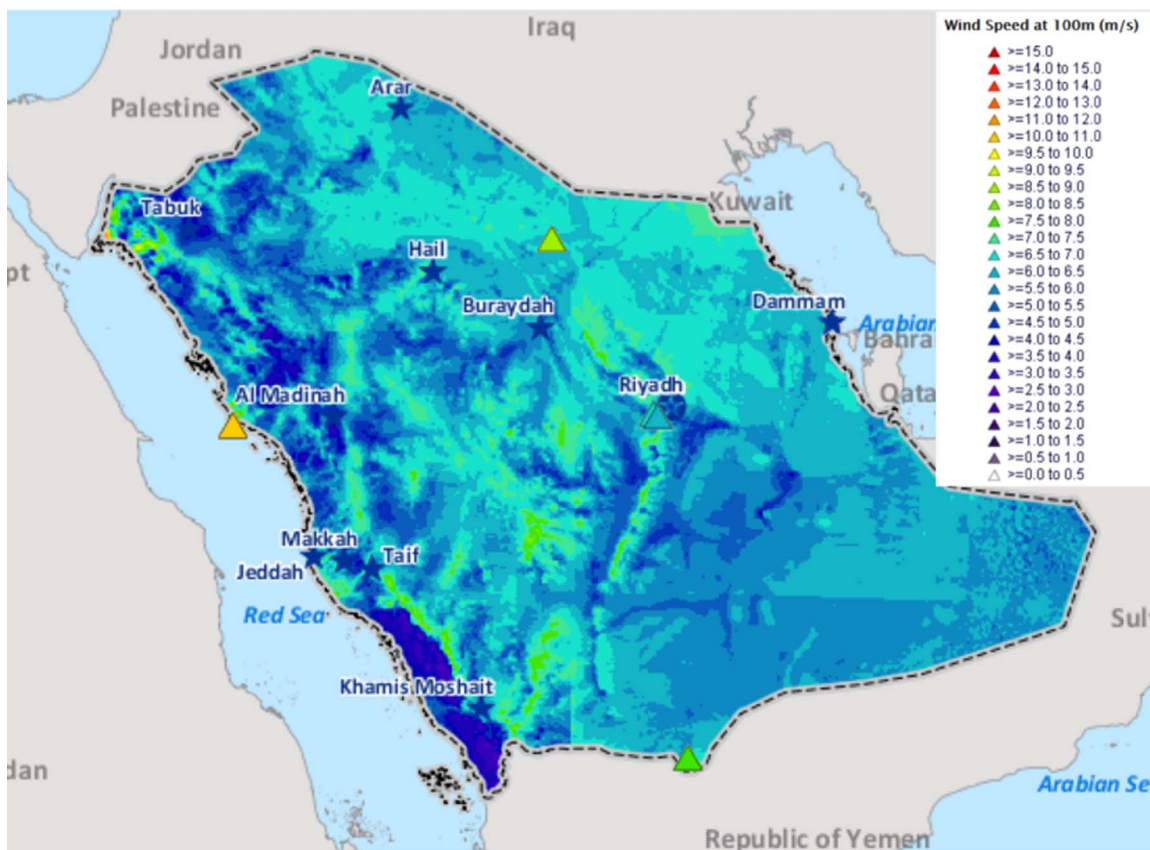 Iraq
Jordan
Palestine
Arar
Wind Speed at 100m (m/s)
>=15.0
>=14.0 to 15.0
>=13.0 to 14.0
>=12.0 to 13.0
>=11.0 to 12.0
>=10.0 to 11.0
>=9.5 to 10.0
>=9.0 to 9.5
>=8.5 to 9.0
>=8.0 to 8.5
>=7.5 to 8.0
>=7.0 to 7.5
>=6.5 to 7.0
>=6.0 to 6.5
>=5.5 to 6.0
>=5.0 to 5.5
>=4.5 to 5.0
>=4.0 to 4.5
>=3.5 to 4.0
>=3.0 to 3.5
>=2.5 to 3.0
>=2.0 to 2.5
>=1.5 to 2.0
>=1.0 to 1.5
>=0.5 to 1.0
>=0.0 to 0.5
Kuwait
Tabuk
pt
Hail
Buraydah
Dammam
Arabian
Bahra
Riyadh
Qata
Al Madinah
Makkah
Taif
Jeddah
Red Sea
Sul
Khamis Moshait
dan
Arabian Se
Republic of Yemen